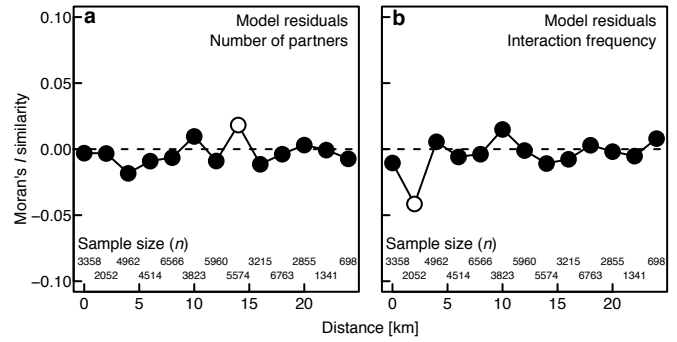 a
Model residuals
Number of partners
b
Model residuals
Interaction frequency
0.10
0.05
0.00
−0.05
−0.10
Moran's I similarity
Sample size (n)
3358 4962 6566 5960 3215 2855 698
2052 4514 3823 5574 6763 1341
Sample size (n)
3358 4962 6566 5960 3215 2855 698
2052 4514 3823 5574 6763 1341
0 5 10 15 20
0 5 10 15 20
Distance [km]